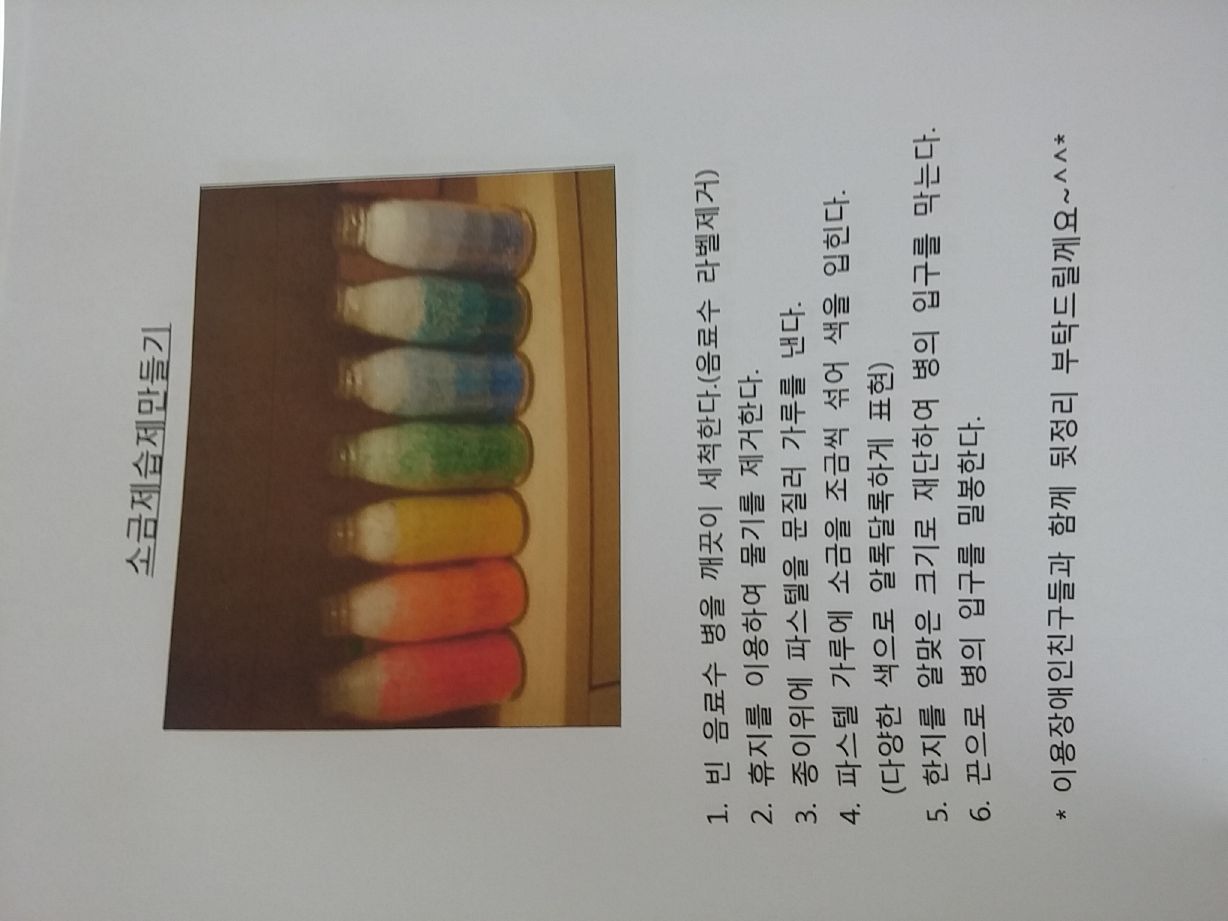 소금제습제만들기
1. 빈 음료수 병을 깨끗이 세척한다.(음료수 라벨제거)
2. 휴지를 이용하여 물기를 제거한다.
3. 종이위에 파스텔을 문질러 가루를 낸다.
4. 파스텔 가루에 소금을 조금씩 섞어 색을 입힌다.
(다양한 색으로 알록달록하게 표현)
5. 한지를 알맞은 크기로 재단하여 병의 입구를 막는다.
6. 끈으로 병의 입구를 밀봉한다.
* 이용장애인친구들과 함께 뒷정리 부탁드릴께요~^^*